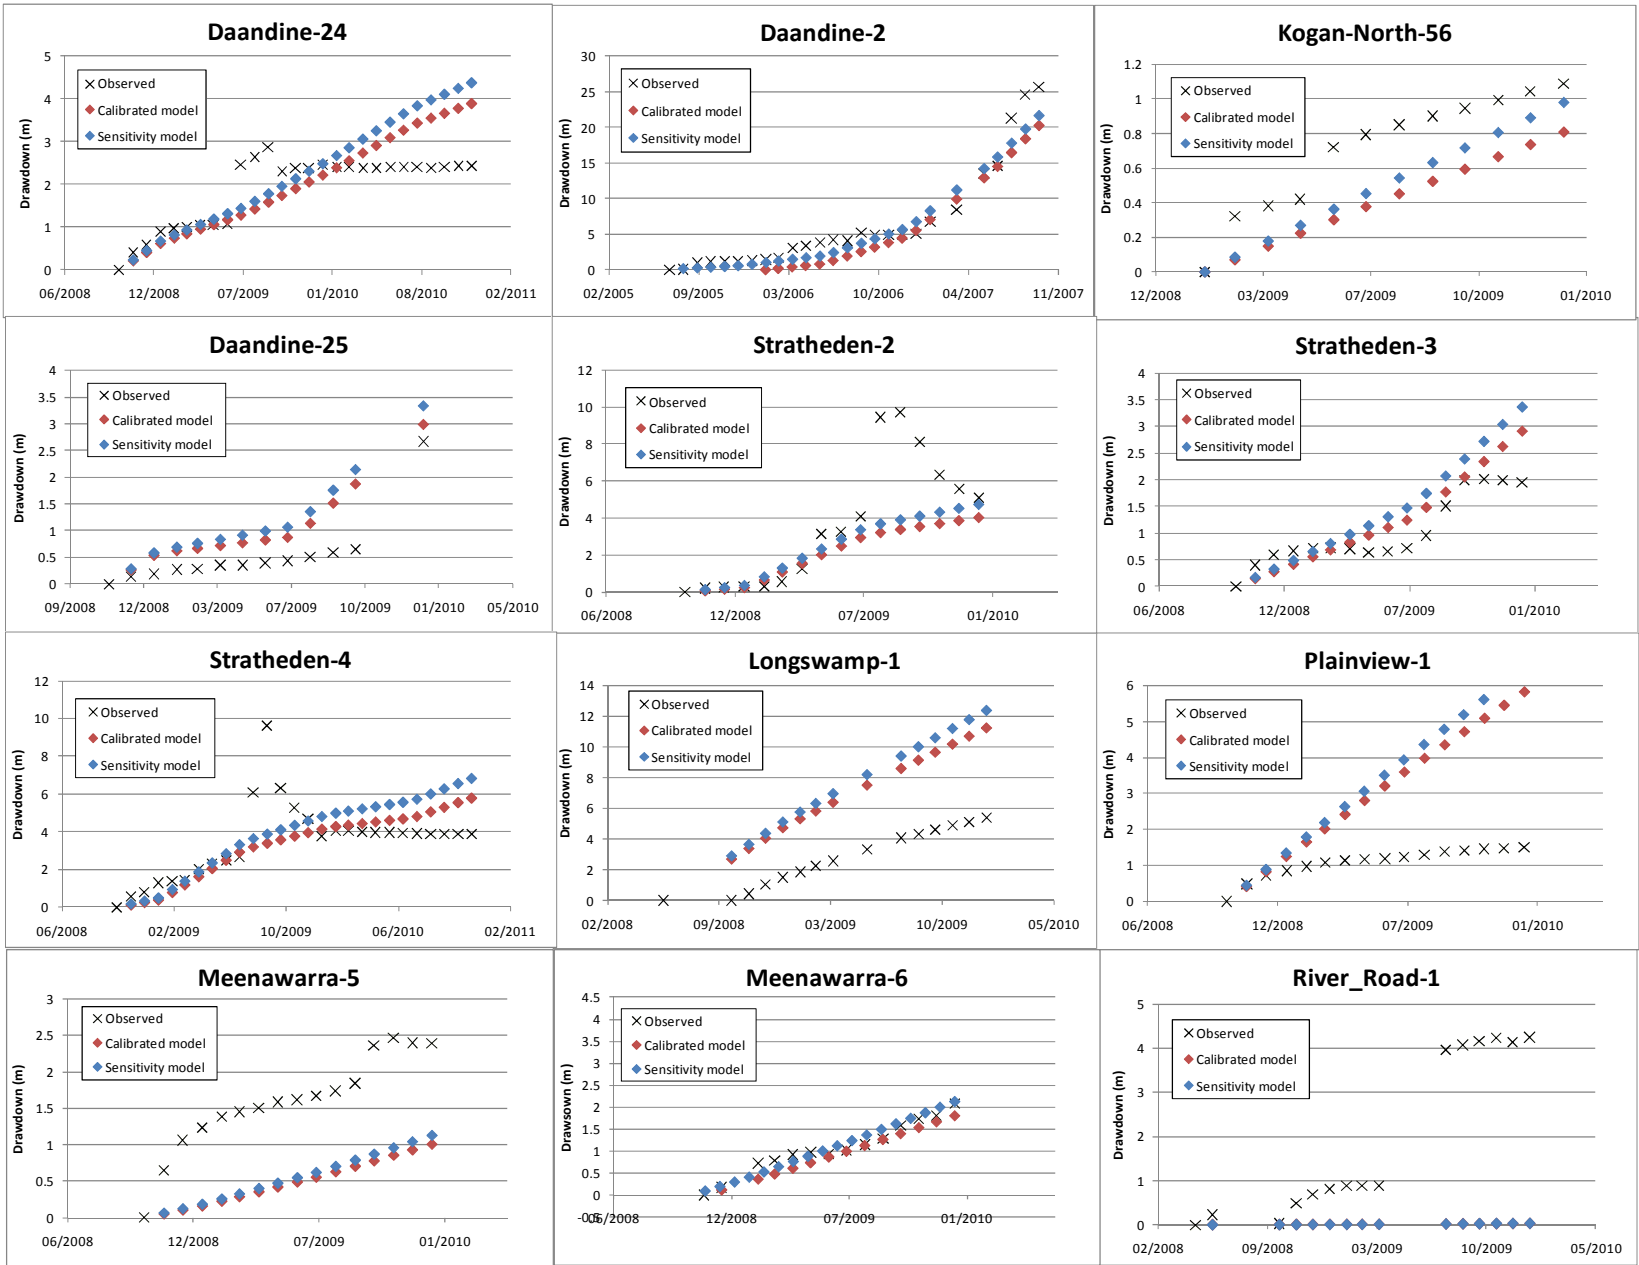 Daandine-24
5
4
3
2
1
0
Drawdown (m)
Observed
Calibrated model
Sensitivity model
06/2008 12/2008 07/2009 01/2010 08/2010 02/2011
Daandine-2
30
25
20
15
10
5
0
Drawdown (m)
Observed
Calibrated model
Sensitivity model
02/2005 09/2005 03/2006 10/2006 04/2007 11/2007
Kogan-North-56
1.2
1
0.8
0.6
0.4
0.2
0
Drawdown (m)
Observed
Calibrated model
Sensitivity model
12/2008 03/2009 07/2009 10/2009 01/2010
Daandine-25
4
3.5
3
2.5
2
1.5
1
0.5
0
Drawdown (m)
Observed
Calibrated model
Sensitivity model
09/2008 12/2008 03/2009 07/2009 10/2009 01/2010 05/2010
Stratheden-2
12
10
8
6
4
2
0
Drawdown (m)
Observed
Calibrated model
Sensitivity model
06/2008 12/2008 07/2009 01/2010
Stratheden-3
4
3.5
3
2.5
2
1.5
1
0.5
0
Drawdown (m)
Observed
Calibrated model
Sensitivity model
06/2008 12/2008 07/2009 01/2010
Stratheden-4
12
10
8
6
4
2
0
Drawdown (m)
Observed
Calibrated model
Sensitivity model
06/2008 02/2009 10/2009 06/2010 02/2011
Longswamp-1
14
12
10
8
6
4
2
0
Drawdown (m)
Observed
Calibrated model
Sensitivity model
02/2008 09/2008 03/2009 10/2009 05/2010
Plainview-1
6
5
4
3
2
1
0
Drawdown (m)
Observed
Calibrated model
Sensitivity model
06/2008 12/2008 07/2009 01/2010
Meenawarra-5
3
2.5
2
1.5
1
0.5
0
Drawdown (m)
Observed
Calibrated model
Sensitivity model
06/2008 12/2008 07/2009 01/2010
Meenawarra-6
4.5
4
3.5
3
2.5
2
1.5
1
0.5
0
-0.5
Drawsown (m)
Observed
Calibrated model
Sensitivity model
06/2008 12/2008 07/2009 01/2010
River_Road-1
5
4
3
2
1
0
Drawdown (m)
Observed
Calibrated model
Sensitivity model
02/2008 09/2008 03/2009 10/2009 05/2010